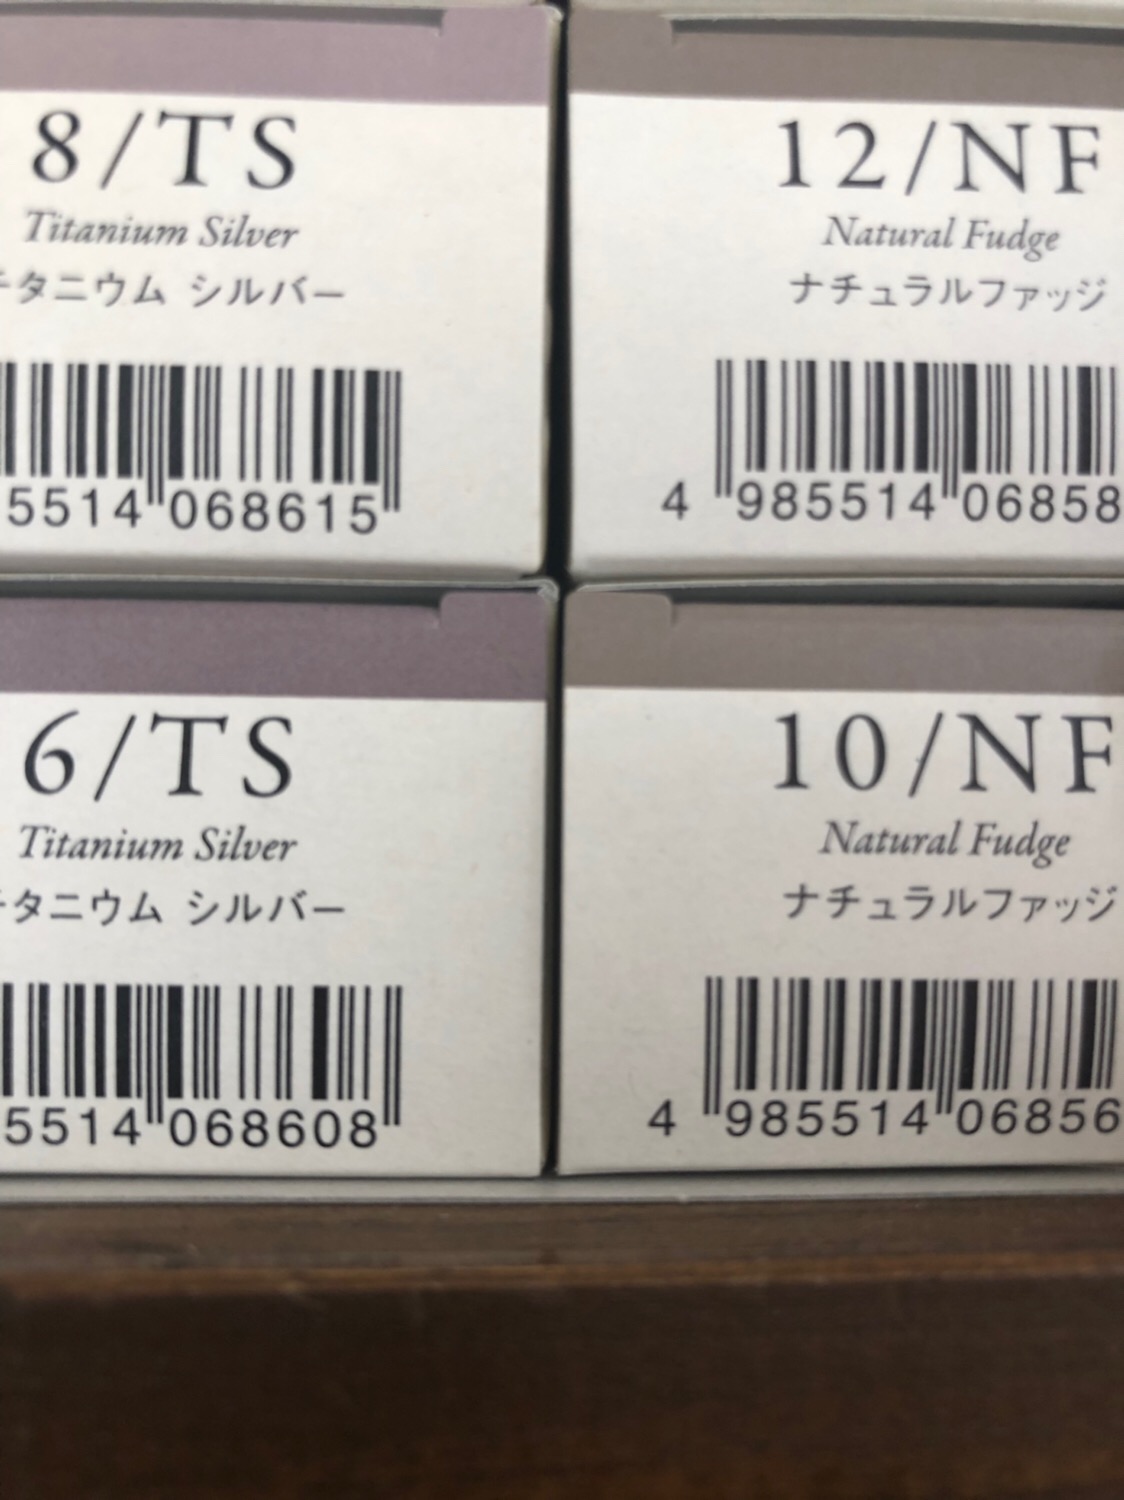 8/TS
Titanium Silver
チタニウム シルバー
5514 068615
12/NF
Natural Fudge
ナチュラルファッジ
4 985514 06858
6/TS
Titanium Silver
チタニウム シルバー
5514 068608
10/NF
Natural Fudge
ナチュラルファッジ
4 985514 06856